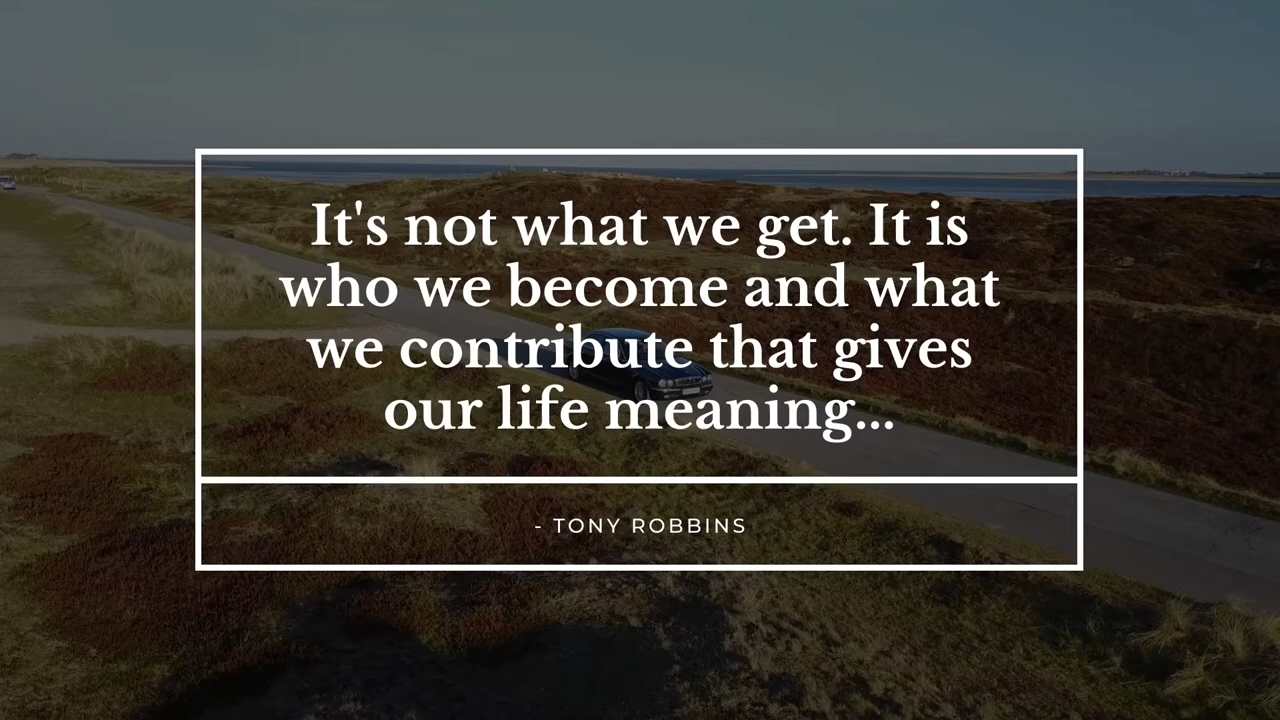 It's not what we get. It is
who we become and what
we contribute that gives
our life meaning...
- TONY ROBBINS